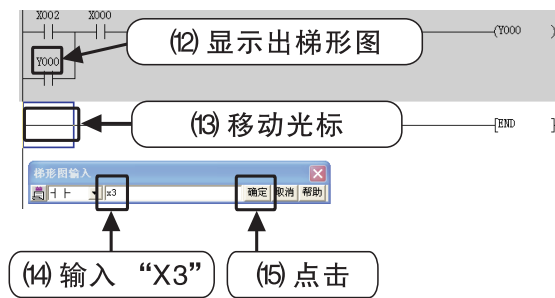 X002 X000
⑿ 显示出梯形图
(Y000 )
Y000
⒀ 移动光标
[END ]
梯形图输入
x3 确定 取消 帮助
⒁ 输入 “X3” ⒂ 点击